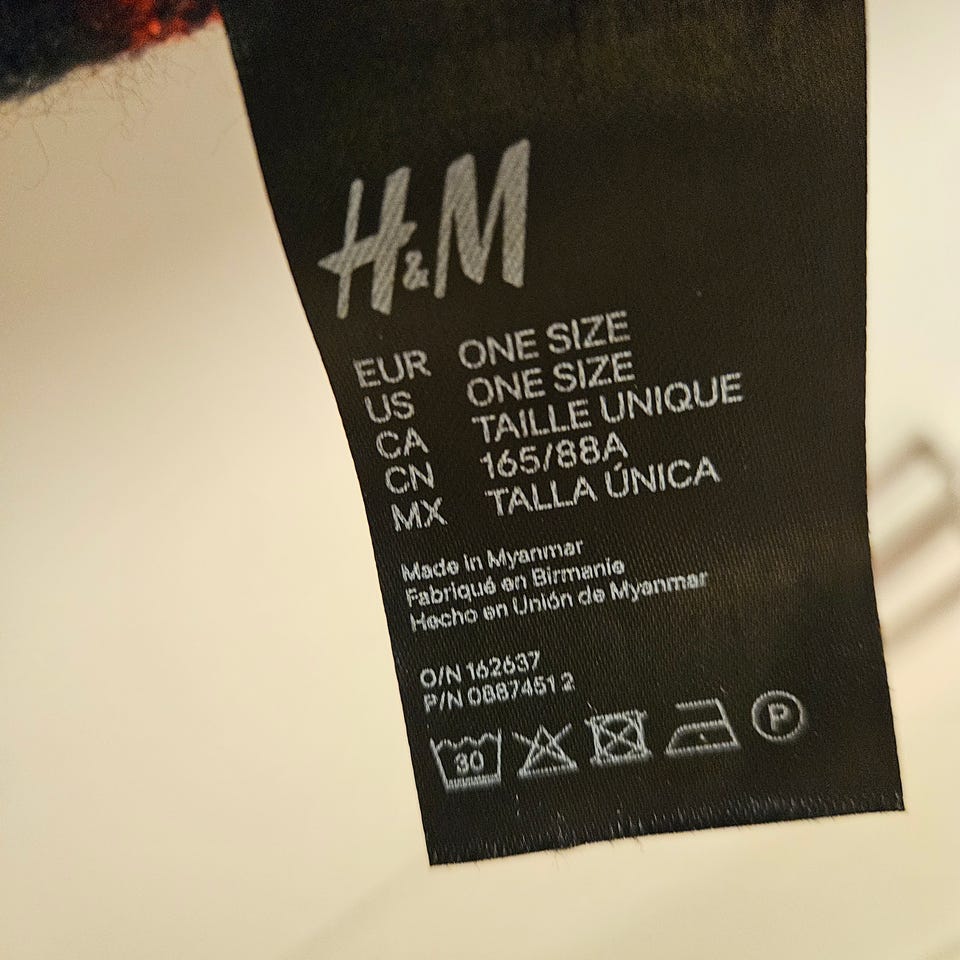 H&M
EUR ONE SIZE
US ONE SIZE
CA TAILLE UNIQUE
CN 165/88A
MX TALLA ÚNICA
Made in Myanmar
Fabriqué en Birmanie
Hecho en Unión de Myanmar
O/N 162637
P/N 0887451 2
30
P